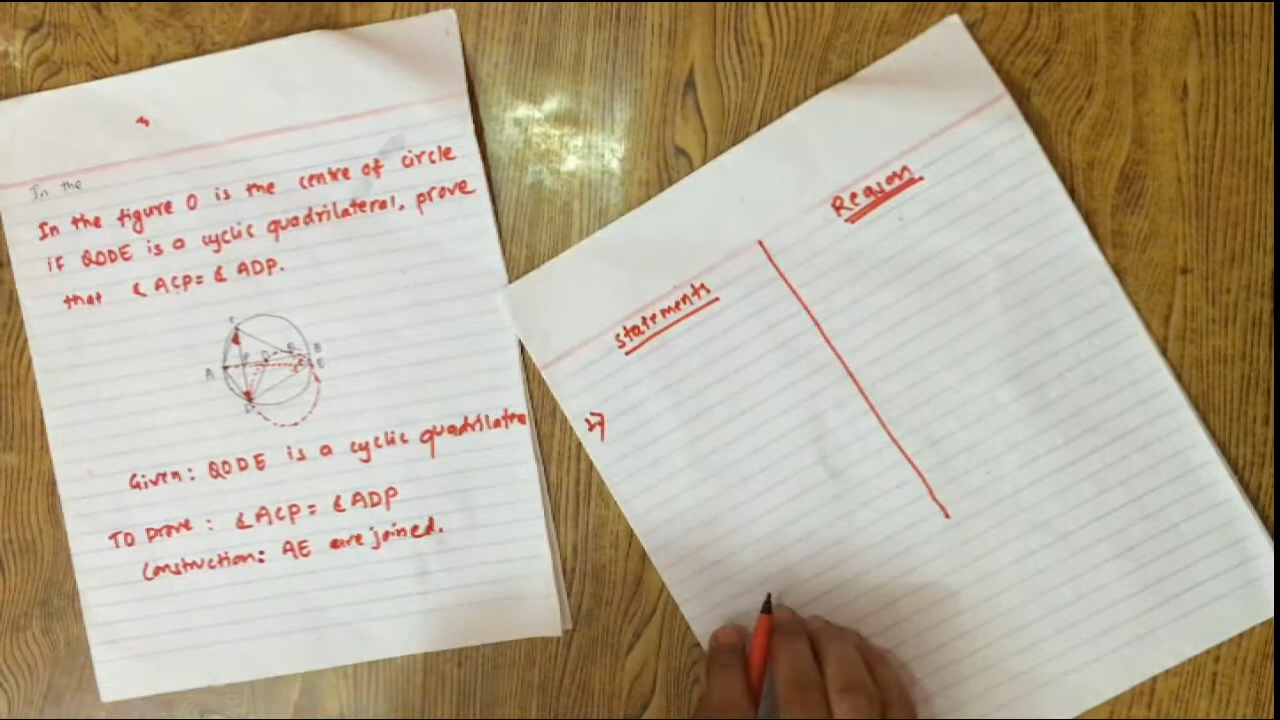 In the
In the figure O is the centre of circle
if QODE is a cyclic quadrilateral, prove
that ∠ ACP = ∠ ADP.
C
P
O
B
A
E
D
Given: QODE is a cyclic quadrilatera
To prove : ∠ACP = ∠ADP
Construction: AE are joined.
Statements
Reason